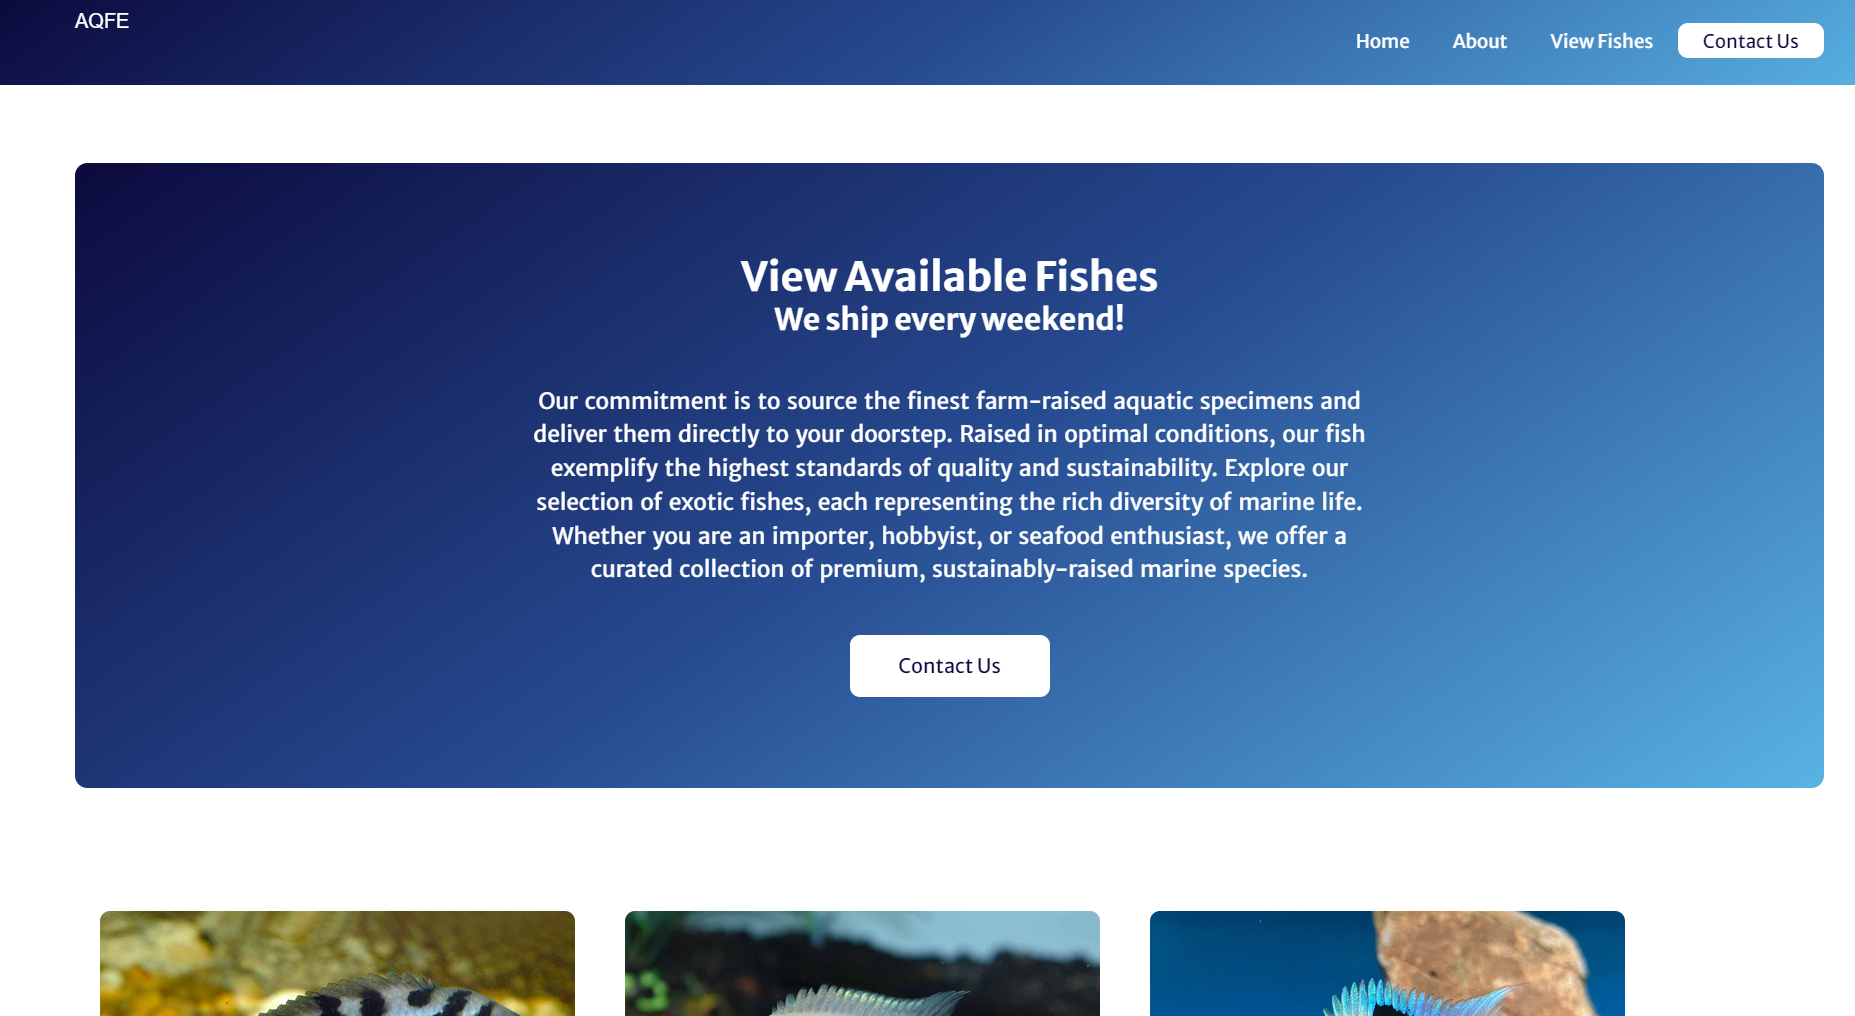 AQFE
Home
About
View Fishes
Contact Us
View Available Fishes
We ship every weekend!
Our commitment is to source the finest farm-raised aquatic specimens and
deliver them directly to your doorstep. Raised in optimal conditions, our fish
exemplify the highest standards of quality and sustainability. Explore our
selection of exotic fishes, each representing the rich diversity of marine life.
Whether you are an importer, hobbyist, or seafood enthusiast, we offer a
curated collection of premium, sustainably-raised marine species.
Contact Us